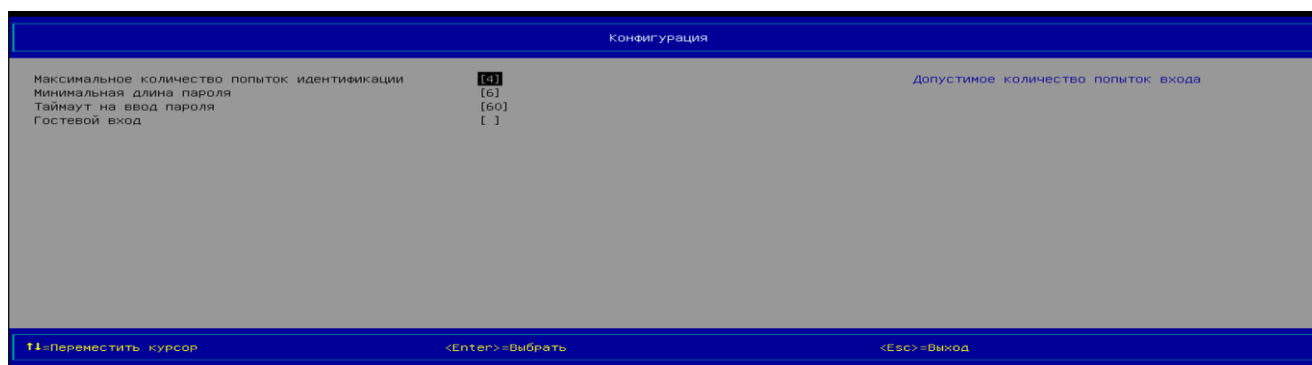 Конфигурация
Максимальное количество попыток идентификации [4] Допустимое количество попыток входа
Минимальная длина пароля [6]
Таймаут на ввод пароля [60]
Гостевой вход [ ]
↑↓=Переместить курсор <Enter>=Выбрать <Esc>=Выход